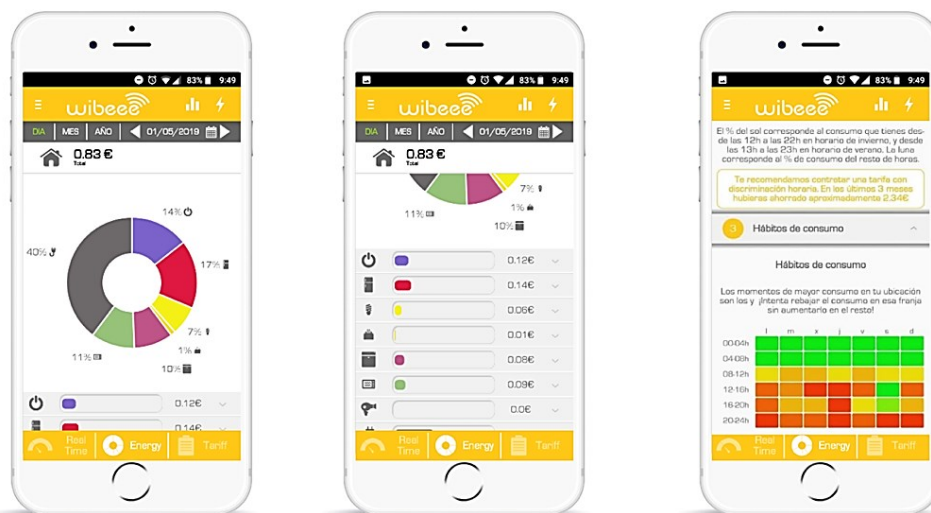 83% 9:49
wibeee
DIA MES AÑO 01/05/2019
0.83 €
Total
14%
40%
17%
7%
1%
11%
10%
0.12€
0.14€
Real Time Energy Tariff
83% 9:49
wibeee
DIA MES AÑO 01/05/2019
0.83 €
Total
7%
1%
11%
10%
0.12€
0.14€
0.06€
0.01€
0.08€
0.09€
0.0€
Real Time Energy Tariff
83% 9:49
wibeee
El % del sol corresponde al consumo que tienes des-
de las 12h a las 22h en horario de invierno, y desde
las 13h a las 23h en horario de verano. La luna
corresponde al % de consumo del resto de horas.
Te recomendamos contratar una tarifa con
discriminación horaria. En los últimos 3 meses
hubieras ahorrado aproximadamente 2.34€
3 Hábitos de consumo
Hábitos de consumo
Los momentos de mayor consumo en tu ubicación
son los y ¡Intenta rebajar el consumo en esa franja
sin aumentarlo en el resto!
l m x j v s d
00-04h
04-08h
08-12h
12-16h
16-20h
20-24h
Real Time Energy Tariff